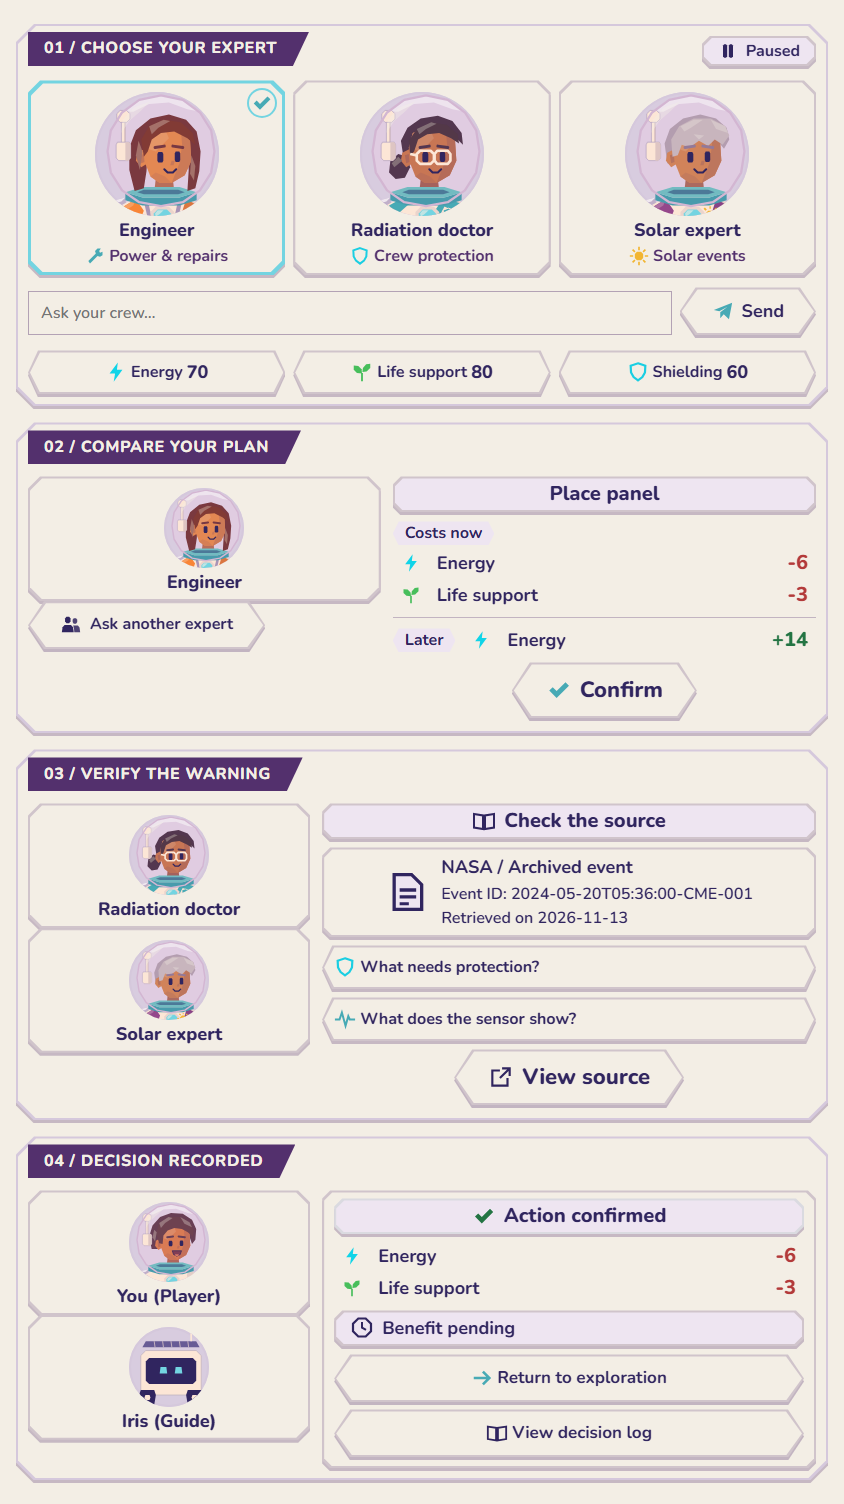 01 / CHOOSE YOUR EXPERT
Paused
Engineer
Power & repairs
Radiation doctor
Crew protection
Solar expert
Solar events
Ask your crew...
Send
Energy 70
Life support 80
Shielding 60
02 / COMPARE YOUR PLAN
Engineer
Ask another expert
Place panel
Costs now
Energy -6
Life support -3
Later Energy +14
Confirm
03 / VERIFY THE WARNING
Radiation doctor
Solar expert
Check the source
NASA / Archived event
Event ID: 2024-05-20T05:36:00-CME-001
Retrieved on 2026-11-13
What needs protection?
What does the sensor show?
View source
04 / DECISION RECORDED
You (Player)
Iris (Guide)
Action confirmed
Energy -6
Life support -3
Benefit pending
Return to exploration
View decision log